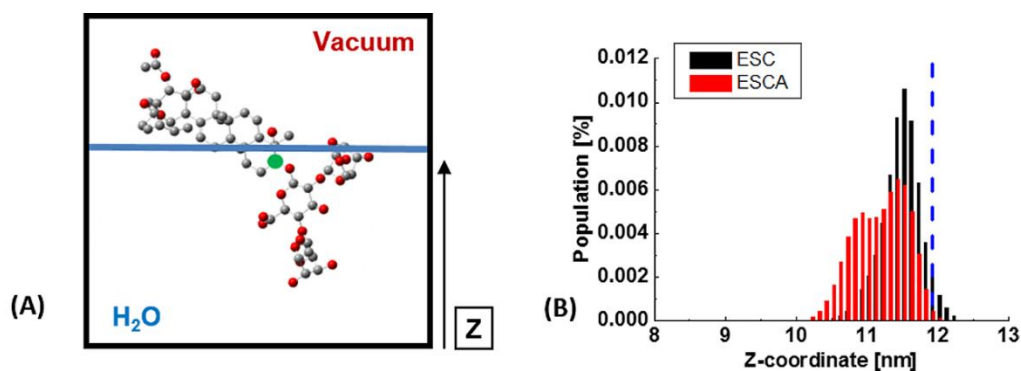 Vacuum
H₂O
Z
(A)
ESC
ESCA
Population [%]
0.012
0.010
0.008
0.006
0.004
0.002
0.000
8 9 10 11 12 13
Z-coordinate [nm]
(B)